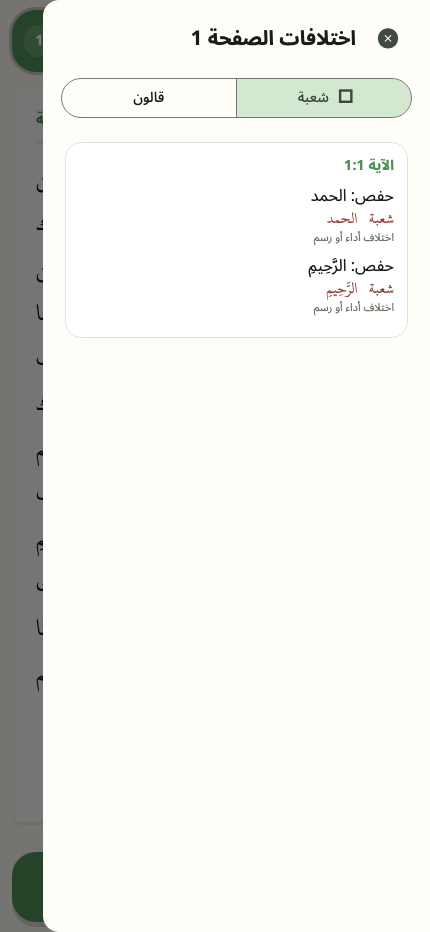 اختلافات الصفحة 1
شعبة
قالون
الآية 1:1
حفص: الحمد
شعبة الحمد
اختلاف أداء أو رسم
حفص: الرَّحِيمِ
شعبة الرَّحِيمِ
اختلاف أداء أو رسم